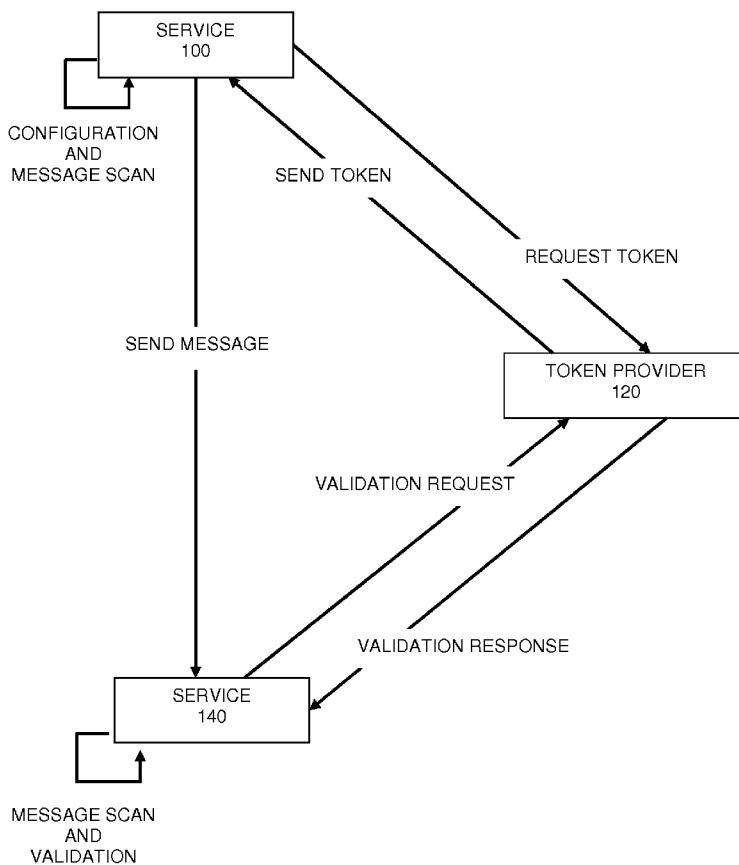 SERVICE
100
CONFIGURATION
AND
MESSAGE SCAN
SEND TOKEN
REQUEST TOKEN
SEND MESSAGE
TOKEN PROVIDER
120
VALIDATION REQUEST
VALIDATION RESPONSE
SERVICE
140
MESSAGE SCAN
AND
VALIDATION